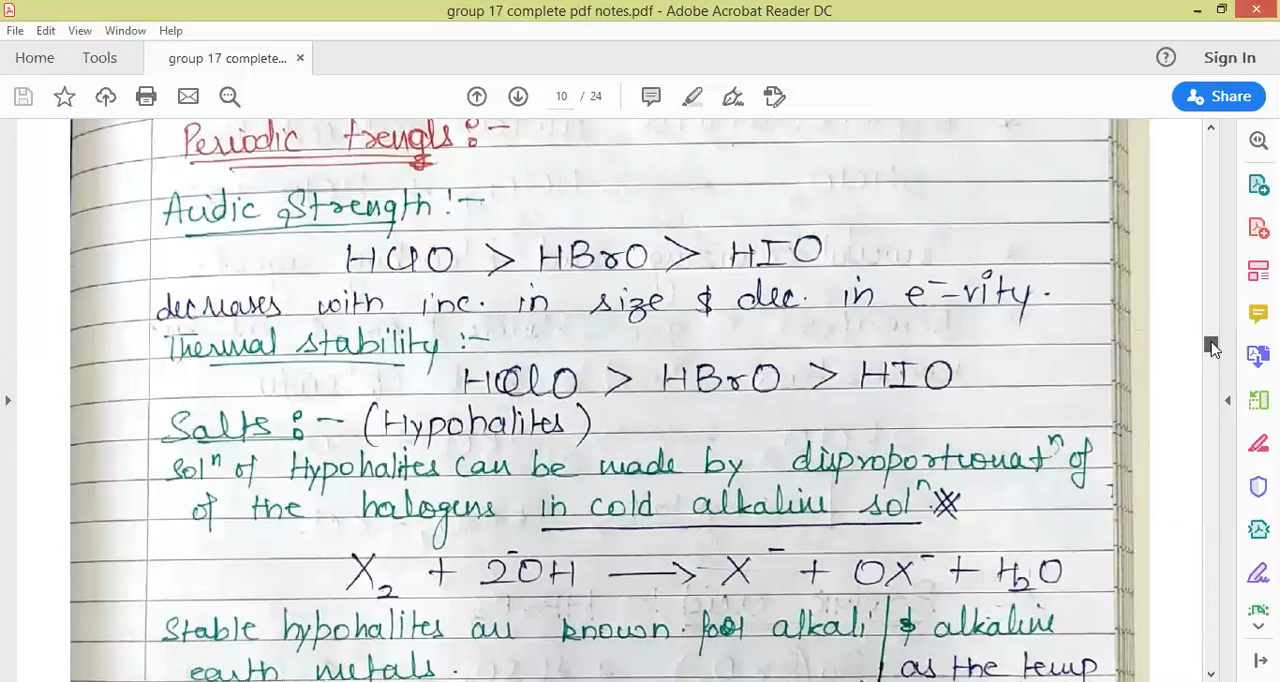 group 17 complete pdf notes.pdf - Adobe Acrobat Reader DC
File Edit View Window Help
Home Tools group 17 complete... ×
10 / 24
Sign In
Share
Periodic trends :-
Acidic Strength :-
HClO > HBrO > HIO
decreases with inc. in size & dec. in e⁻-vity.
Thermal stability :-
HClO > HBrO > HIO
Salts :- (Hypohalites)
Solⁿ of Hypohalites can be made by disproportionatⁿ of
of the halogens in cold alkaline solⁿ.
X₂ + 2⁻OH → X⁻ + OX⁻ + H₂O
Stable hypohalites are known for alkali & alkaline
earth metals. as the temp